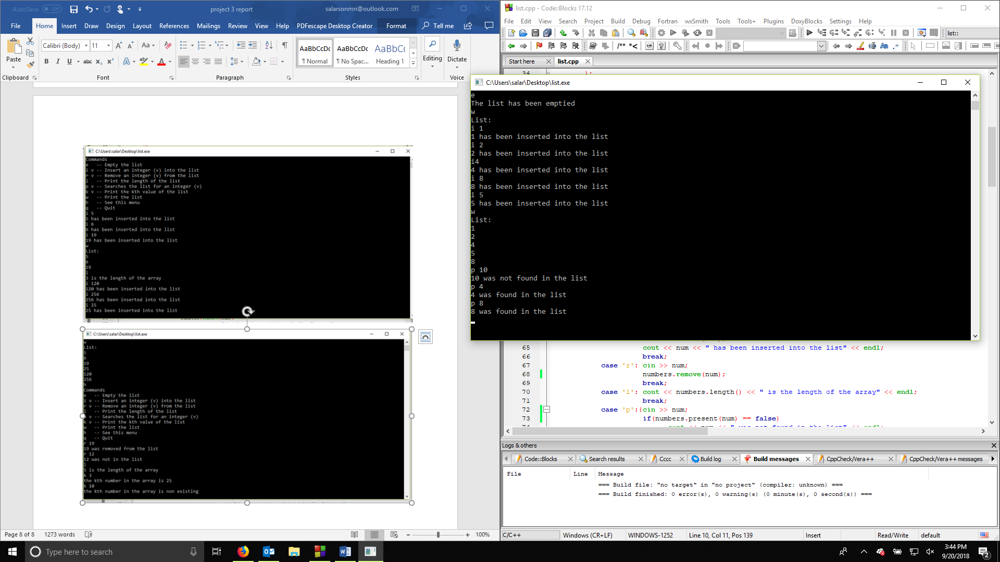 AutoSave Off project 3 report salarsonmn@outlook.com
File Home Insert Draw Design Layout References Mailings Review View Help PDFescape Desktop Creator Format Tell me
Calibri (Body) 11
Paste
AaBbCcDc AaBbCcDc AaBbCc
¶ Normal ¶ No Spac... Heading 1
Editing Dictate
Clipboard Font Paragraph Styles Voice
C:\Users\salar\Desktop\list.exe
Commands
e -- Empty the list
i v -- Insert an integer (v) into the list
r v -- Remove an integer (v) from the list
l -- Print the length of the list
p v -- Searches the list for an integer (v)
k v -- Print the kth value of the list
w -- Print the list
h -- See this menu
q -- Quit
i 5
5 has been inserted into the list
i 6
6 has been inserted into the list
i 19
19 has been inserted into the list
w
List:
5
6
19
l
3 is the length of the array
i 120
120 has been inserted into the list
i 256
256 has been inserted into the list
i 25
25 has been inserted into the list
C:\Users\salar\Desktop\list.exe
w
List:
5
6
19
25
120
256
h
Commands
e -- Empty the list
i v -- Insert an integer (v) into the list
r v -- Remove an integer (v) from the list
l -- Print the length of the list
v -- Searches the list for an integer (v)
k v -- Print the kth value of the list
w -- Print the list
h -- See this menu
q -- Quit
r 19
19 was removed from the list
r 12
12 was not in the list
l
5 is the length of the array
k 3
the kth number in the array is 25
k 10
the kth number in the array is non existing
Page 8 of 8 1273 words 100%
list.cpp - Code::Blocks 17.12
File Edit View Search Project Build Debug Fortran wxSmith Tools Tools+ Plugins DoxyBlocks Settings Help
list::
/** *<
Start here list.cpp
34 };
C:\Users\salar\Desktop\list.exe
e
The list has been emptied
w
List:
i 1
1 has been inserted into the list
i 2
2 has been inserted into the list
i4
4 has been inserted into the list
i 8
8 has been inserted into the list
i 5
5 has been inserted into the list
w
List:
1
2
4
5
8
p 10
10 was not found in the list
p 4
4 was found in the list
p 8
8 was found in the list
65 cout << num << " has been inserted into the list" << endl;
66 break;
67 case 'r': cin >> num;
68 numbers.remove(num);
69 break;
70 case 'l': cout << numbers.length() << " is the length of the array" << endl;
71 break;
72 case 'p':{cin >> num;
73 if(numbers.present(num) == false)
74 cout << num << " was not found in the list" << endl;
Logs & others
Code::Blocks Search results Cccc Build log Build messages CppCheck/Vera++ CppCheck/Vera++ messages
File Line Message
=== Build file: "no target" in "no project" (compiler: unknown) ===
=== Build finished: 0 error(s), 0 warning(s) (0 minute(s), 0 second(s)) ===
C/C++ Windows (CR+LF) WINDOWS-1252 Line 10, Col 11, Pos 139 Insert Read/Write default
Type here to search
3:44 PM
9/20/2018
2